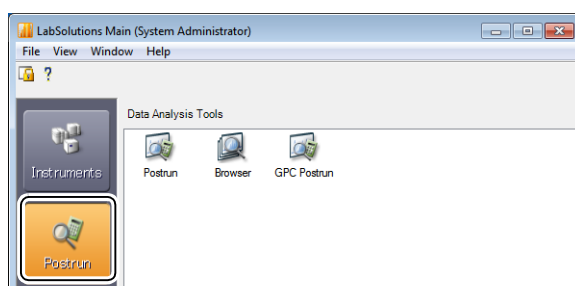 LabSolutions Main (System Administrator)
File View Window Help
?
Data Analysis Tools
Instruments
Postrun Browser GPC Postrun
Postrun